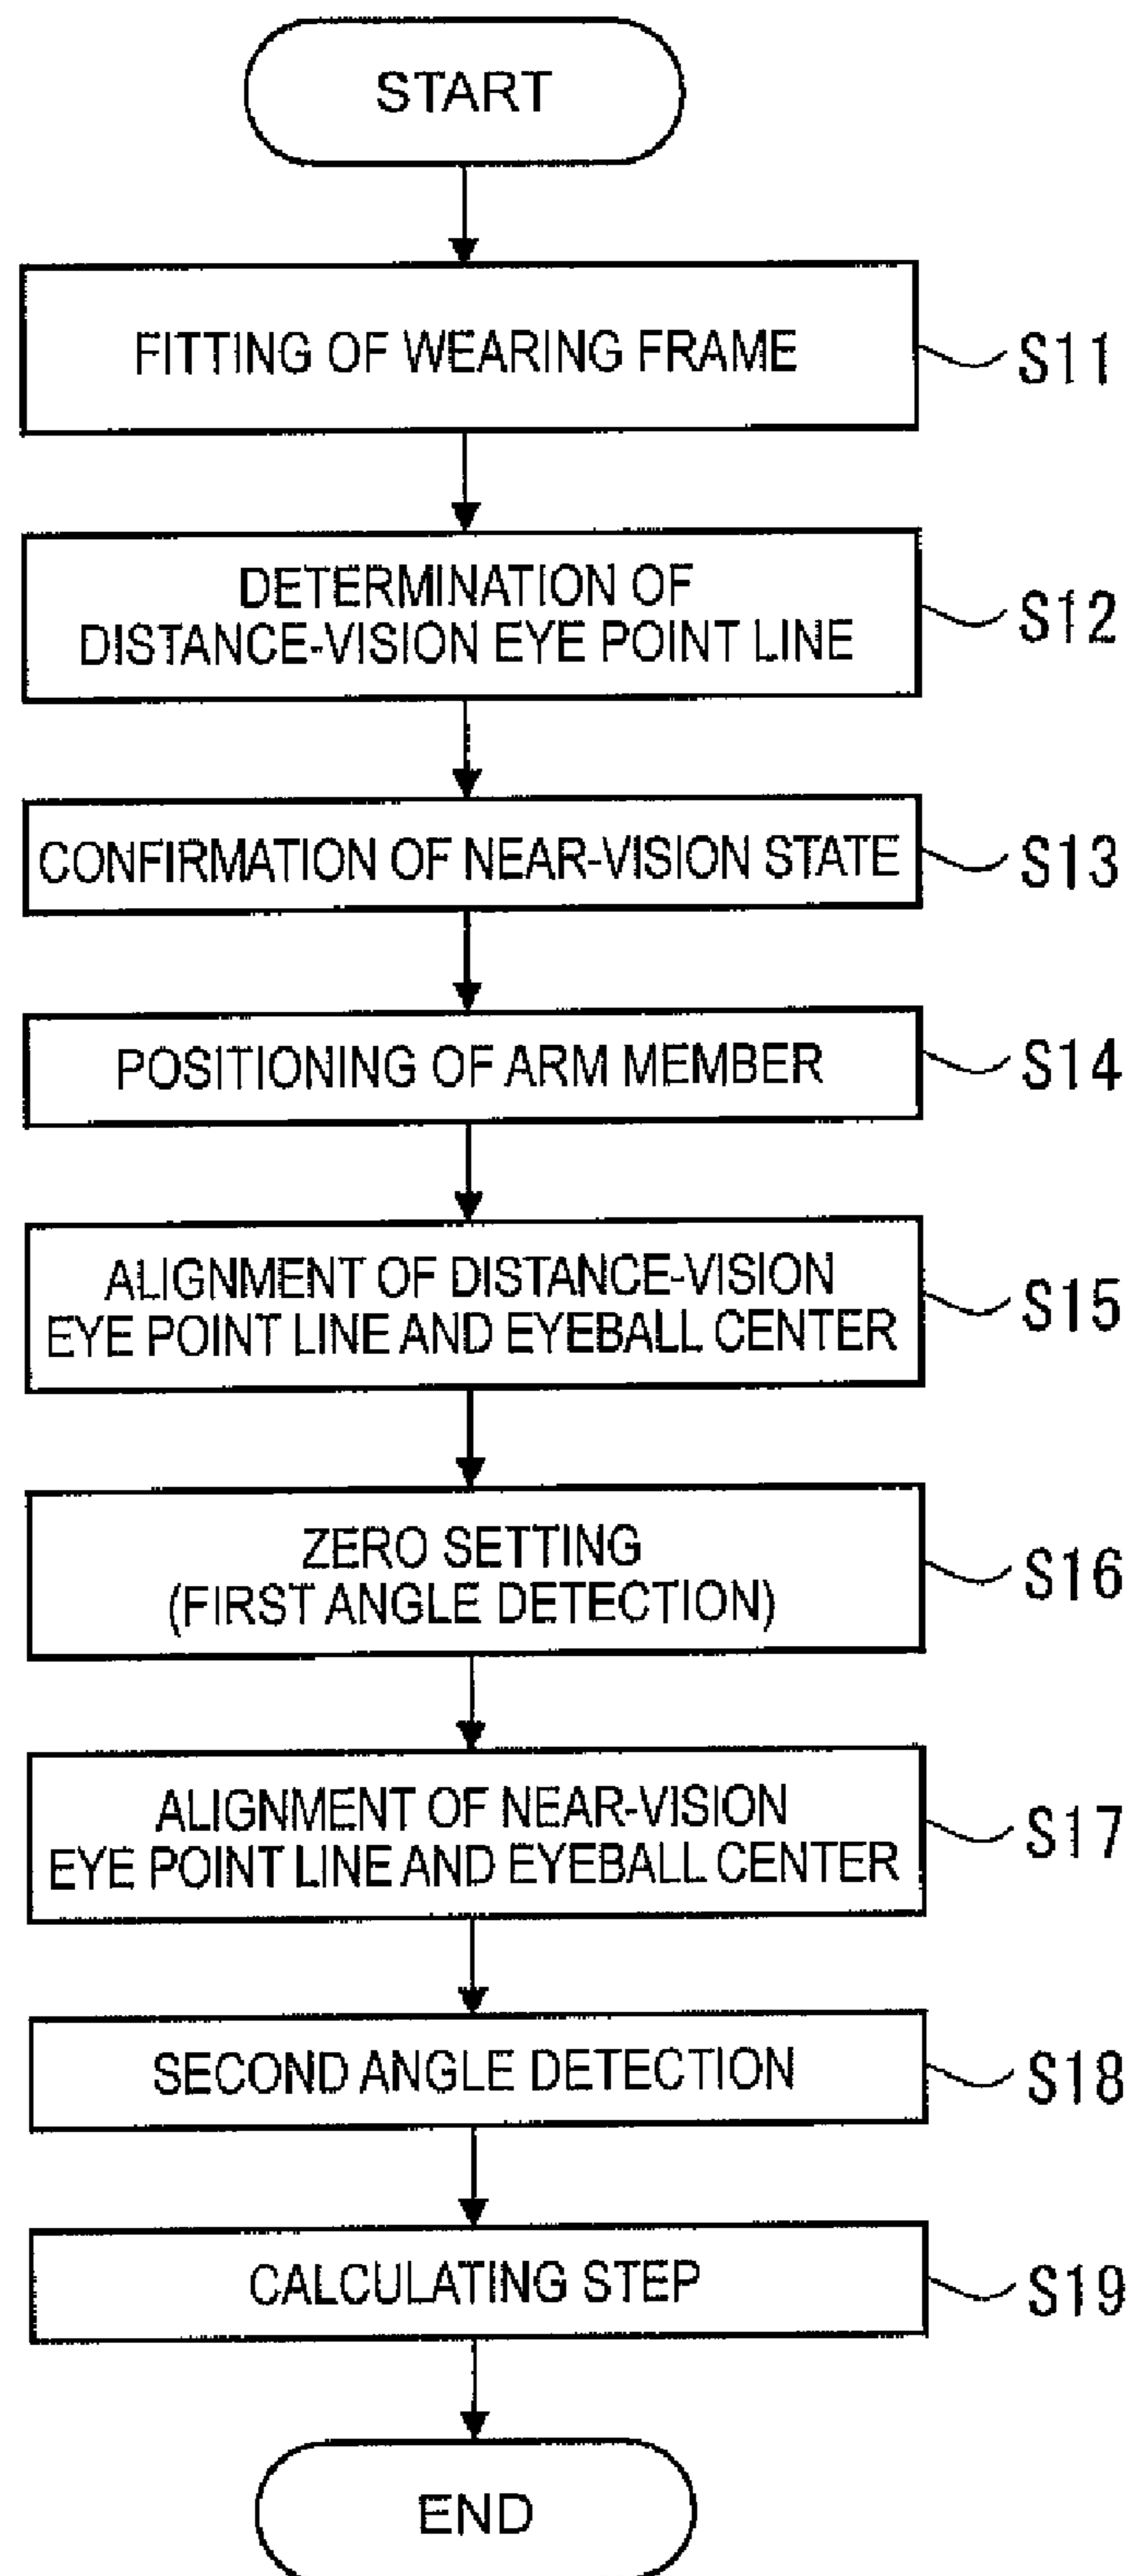 START
FITTING OF WEARING FRAME
S11
DETERMINATION OF
DISTANCE-VISION EYE POINT LINE
S12
CONFIRMATION OF NEAR-VISION STATE
S13
POSITIONING OF ARM MEMBER
S14
ALIGNMENT OF DISTANCE-VISION
EYE POINT LINE AND EYEBALL CENTER
S15
ZERO SETTING
(FIRST ANGLE DETECTION)
S16
ALIGNMENT OF NEAR-VISION
EYE POINT LINE AND EYEBALL CENTER
S17
SECOND ANGLE DETECTION
S18
CALCULATING STEP
S19
END